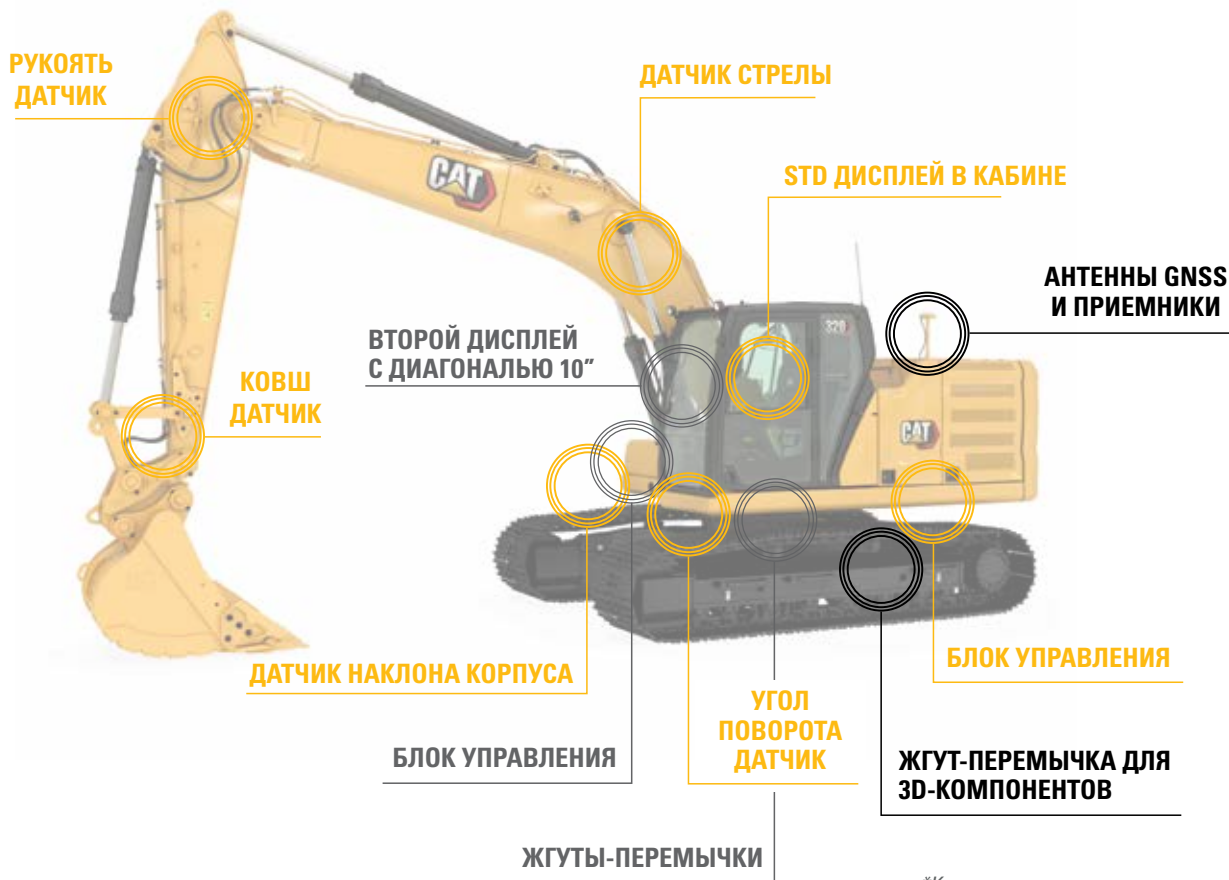 РУКОЯТЬ
ДАТЧИК
ДАТЧИК СТРЕЛЫ
STD ДИСПЛЕЙ В КАБИНЕ
АНТЕННЫ GNSS
И ПРИЕМНИКИ
ВТОРОЙ ДИСПЛЕЙ
С ДИАГОНАЛЬЮ 10″
КОВШ
ДАТЧИК
CAT
320
CAT
ДАТЧИК НАКЛОНА КОРПУСА
БЛОК УПРАВЛЕНИЯ
УГОЛ
ПОВОРОТА
ДАТЧИК
БЛОК УПРАВЛЕНИЯ
ЖГУТ-ПЕРЕМЫЧКА ДЛЯ
3D-КОМПОНЕНТОВ
ЖГУТЫ-ПЕРЕМЫЧКИ